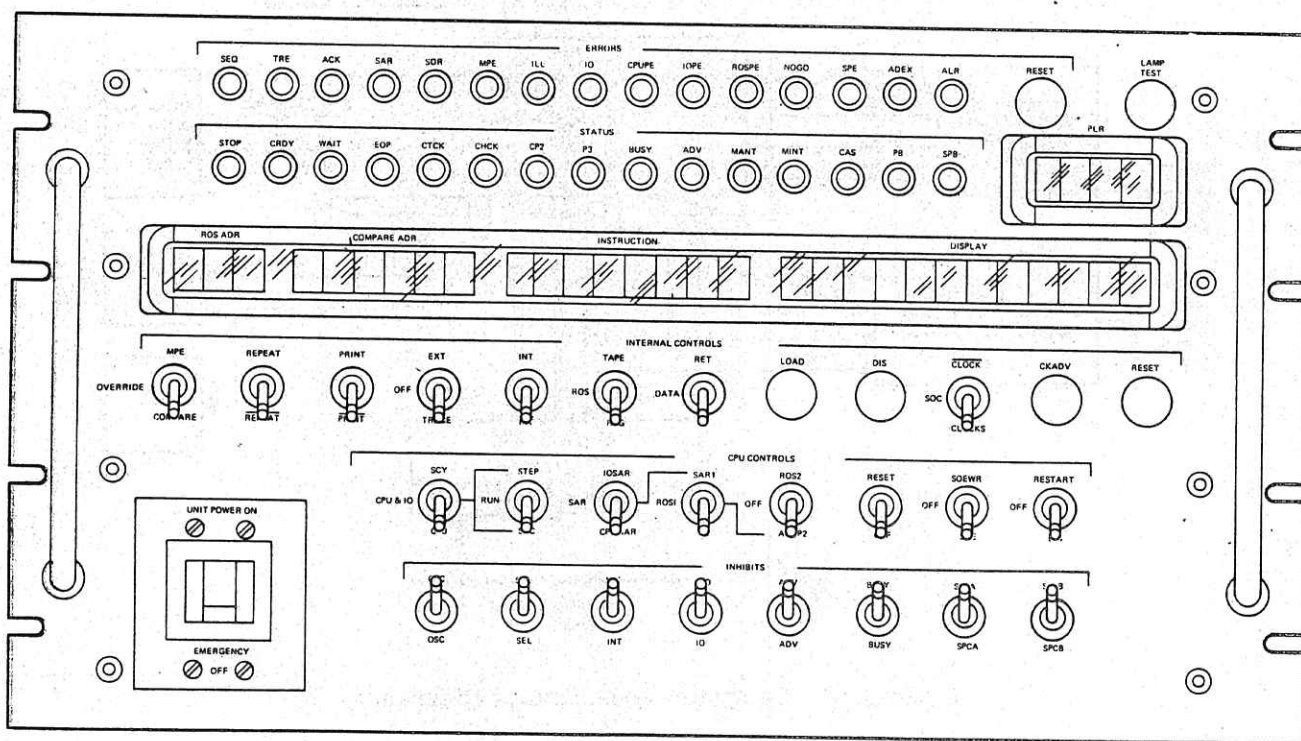 ERRORS
SEQ TRE ACK SAR SDR MPE ILL IO CPUPE IOPE ROSPE NOGO SPE ADEX ALR RESET LAMP TEST
STATUS
STOP CRDY WAIT EOP CTCK CHCK CP2 P3 BUSY ADV MANT MINT CAS PB SPB PLR
ROS ADR COMPARE ADR INSTRUCTION DISPLAY
INTERNAL CONTROLS
MPE REPEAT PRINT EXT INT TAPE RET LOAD DIS CLOCK CKADV RESET
OVERRIDE OFF ROS DATA SOC
COMPARE REPEAT PRINT TRACE CLOCKS
CPU CONTROLS
SCY STEP IOSAR SAR1 ROS2 RESET SOEWR RESTART
CPU & IO RUN SAR ROSI OFF OFF OFF
INHIBITS
OSC SEL INT IO ADV BUSY SPCA SPCB
UNIT POWER ON
EMERGENCY
OFF